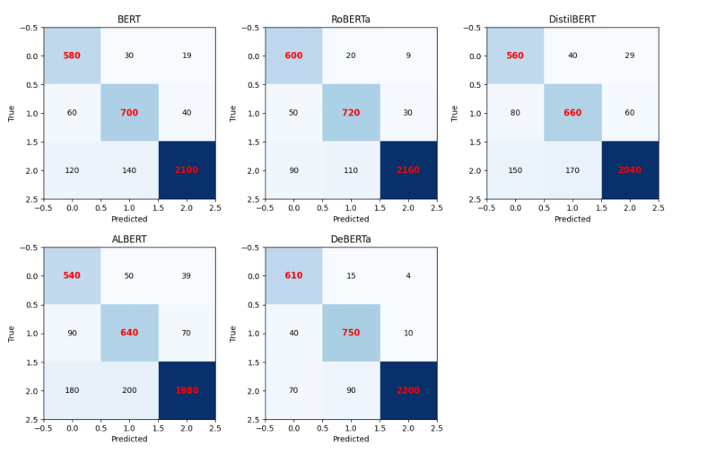 BERT
−0.5
0.0 580 30 19
0.5
True 1.0 60 700 40
1.5
2.0 120 140 2100
2.5
−0.5 0.0 0.5 1.0 1.5 2.0 2.5
Predicted
RoBERTa
−0.5
0.0 600 20 9
0.5
True 1.0 50 720 30
1.5
2.0 90 110 2160
2.5
−0.5 0.0 0.5 1.0 1.5 2.0 2.5
Predicted
DistilBERT
−0.5
0.0 560 40 29
0.5
True 1.0 80 660 60
1.5
2.0 150 170 2040
2.5
−0.5 0.0 0.5 1.0 1.5 2.0 2.5
Predicted
ALBERT
−0.5
0.0 540 50 39
0.5
True 1.0 90 640 70
1.5
2.0 180 200 1980
2.5
−0.5 0.0 0.5 1.0 1.5 2.0 2.5
Predicted
DeBERTa
−0.5
0.0 610 15 4
0.5
True 1.0 40 750 10
1.5
2.0 70 90 2200
2.5
−0.5 0.0 0.5 1.0 1.5 2.0 2.5
Predicted